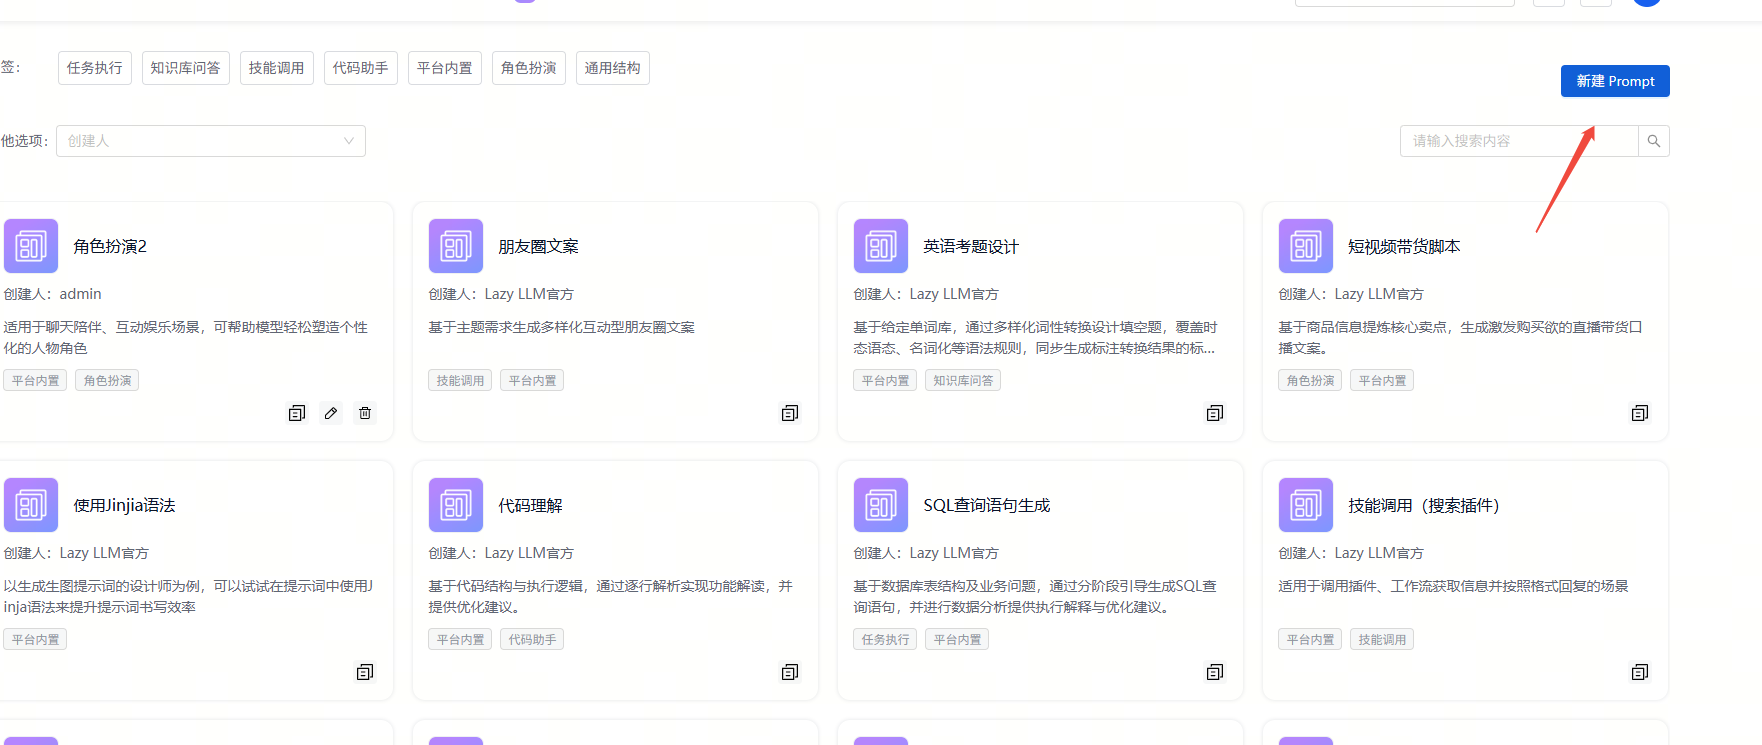 签：
任务执行
知识库问答
技能调用
代码助手
平台内置
角色扮演
通用结构
新建 Prompt
他选项：
创建人
请输入搜索内容
角色扮演2
创建人：admin
适用于聊天陪伴、互动娱乐场景，可帮助模型轻松塑造个性
化的人物角色
平台内置
角色扮演
朋友圈文案
创建人：Lazy LLM官方
基于主题需求生成多样化互动型朋友圈文案
技能调用
平台内置
英语考题设计
创建人：Lazy LLM官方
基于给定单词库，通过多样化词性转换设计填空题，覆盖时
态语态、名词化等语法规则，同步生成标注转换结果的标...
平台内置
知识库问答
短视频带货脚本
创建人：Lazy LLM官方
基于商品信息提炼核心卖点，生成激发购买欲的直播带货口
播文案。
角色扮演
平台内置
使用Jinjia语法
创建人：Lazy LLM官方
以生成生图提示词的设计师为例，可以试试在提示词中使用J
inja语法来提升提示词书写效率
平台内置
代码理解
创建人：Lazy LLM官方
基于代码结构与执行逻辑，通过逐行解析实现功能解读，并
提供优化建议。
平台内置
代码助手
SQL查询语句生成
创建人：Lazy LLM官方
基于数据库表结构及业务问题，通过分阶段引导生成SQL查
询语句，并进行数据分析提供执行解释与优化建议。
任务执行
平台内置
技能调用（搜索插件）
创建人：Lazy LLM官方
适用于调用插件、工作流获取信息并按照格式回复的场景
平台内置
技能调用